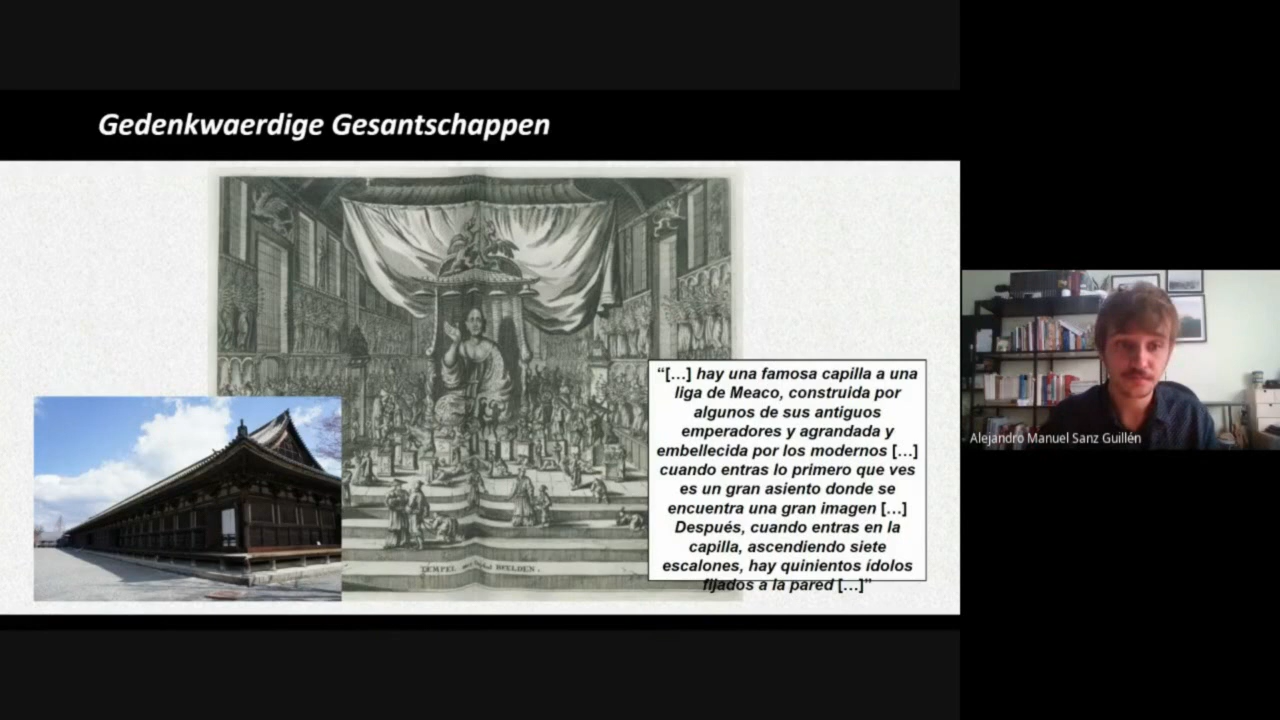 Gedenkwaerdige Gesantschappen
“[…] hay una famosa capilla a una
liga de Meaco, construida por
algunos de sus antiguos
emperadores y agrandada y
embellecida por los modernos […]
cuando entras lo primero que ves
es un gran asiento donde se
encuentra una gran imagen […]
Después, cuando entras en la
capilla, ascendiendo siete
escalones, hay quinientos ídolos
fijados a la pared […]”
TEMPEL BEELDEN.
Alejandro Manuel Sanz Guillén